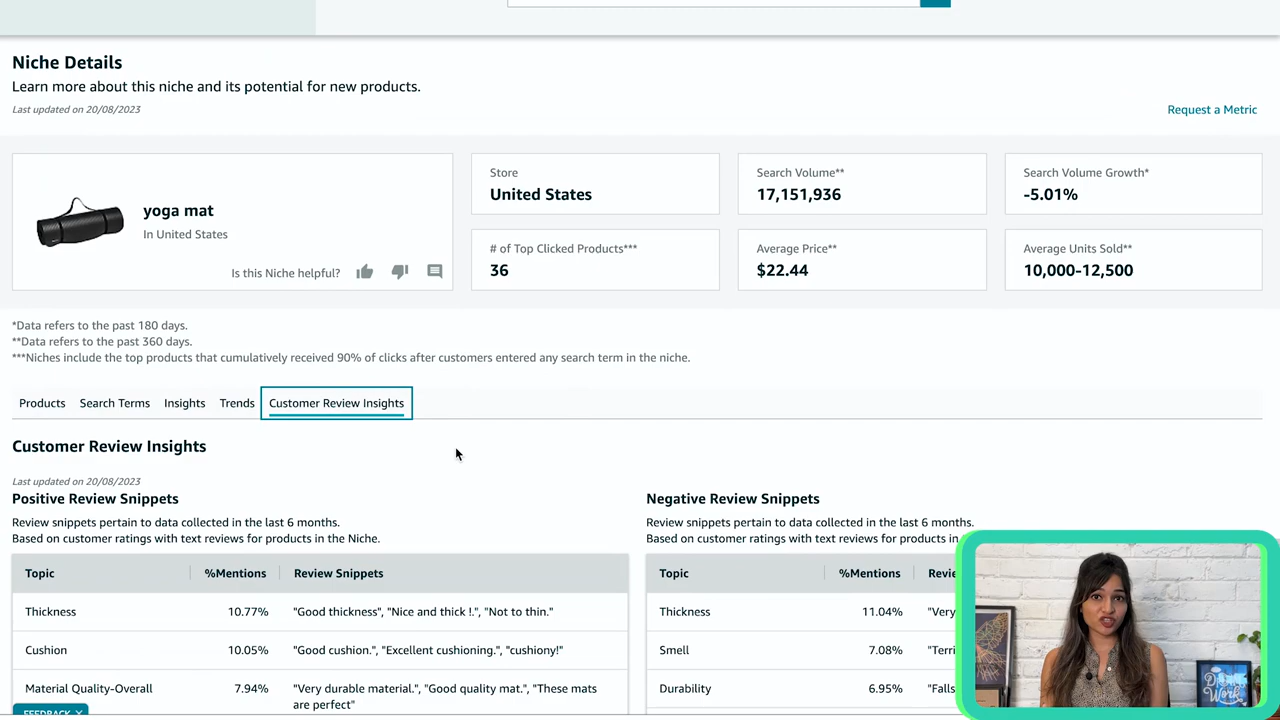 Niche Details
Learn more about this niche and its potential for new products.
Last updated on 20/08/2023
Request a Metric
yoga mat
In United States
Is this Niche helpful?
Store
United States
Search Volume**
17,151,936
Search Volume Growth*
-5.01%
# of Top Clicked Products***
36
Average Price**
$22.44
Average Units Sold**
10,000-12,500
*Data refers to the past 180 days.
**Data refers to the past 360 days.
***Niches include the top products that cumulatively received 90% of clicks after customers entered any search term in the niche.
Products Search Terms Insights Trends Customer Review Insights
Customer Review Insights
Last updated on 20/08/2023
Positive Review Snippets
Review snippets pertain to data collected in the last 6 months.
Based on customer ratings with text reviews for products in the Niche.
Topic %Mentions Review Snippets
Thickness 10.77% "Good thickness", "Nice and thick !.", "Not to thin."
Cushion 10.05% "Good cushion.", "Excellent cushioning.", "cushiony!"
Material Quality-Overall 7.94% "Very durable material.", "Good quality mat.", "These mats
are perfect"
FEEDBACK
Negative Review Snippets
Review snippets pertain to data collected in the last 6 months.
Based on customer ratings with text reviews for products in
Topic %Mentions
Thickness 11.04% "Very
Smell 7.08%
Durability 6.95% "Falls
Work